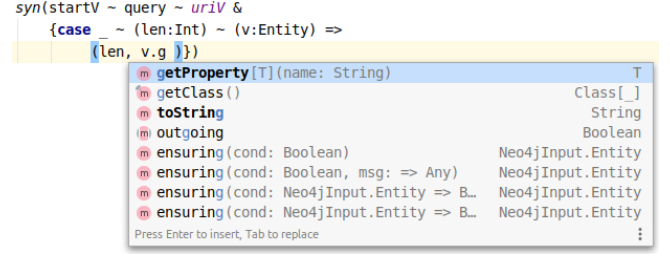 syn(startV ~ query ~ uriV &
{case _ ~ (len:Int) ~ (v:Entity) =>
(len, v.g )})
m getProperty[T](name: String) T
m getClass() Class[_]
m toString String
m outgoing Boolean
m ensuring(cond: Boolean) Neo4jInput.Entity
m ensuring(cond: Boolean, msg: => Any) Neo4jInput.Entity
m ensuring(cond: Neo4jInput.Entity => B… Neo4jInput.Entity
m ensuring(cond: Neo4jInput.Entity => B… Neo4jInput.Entity
Press Enter to insert, Tab to replace